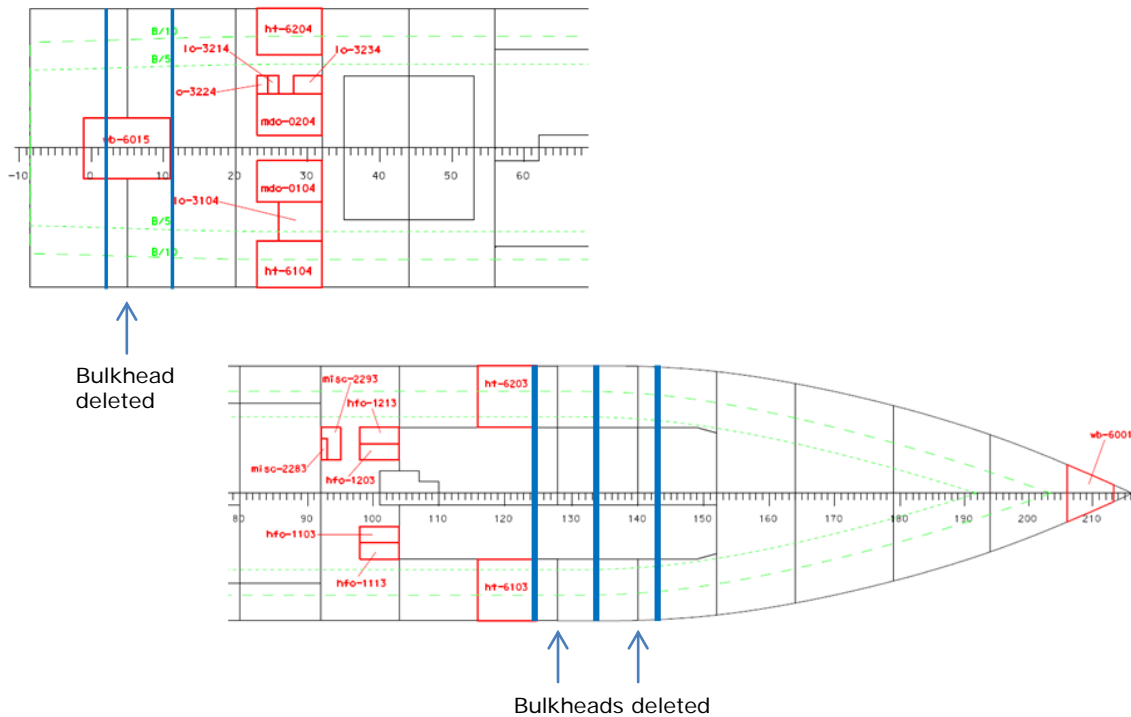 B/10
ht-6204
lo-3214
lo-3234
B/5
o-3224
mdo-0204
wb-6015
-10 0 10 20 30 40 50 60
mdo-0104
lo-3104
B/5
B/10
ht-6104
Bulkhead
deleted
misc-2293
ht-6203
hfo-1213
wb-6001
misc-2283
hfo-1203
80 90 100 110 120 130 140 150 160 170 180 190 200 210
hfo-1103
hfo-1113
ht-6103
Bulkheads deleted